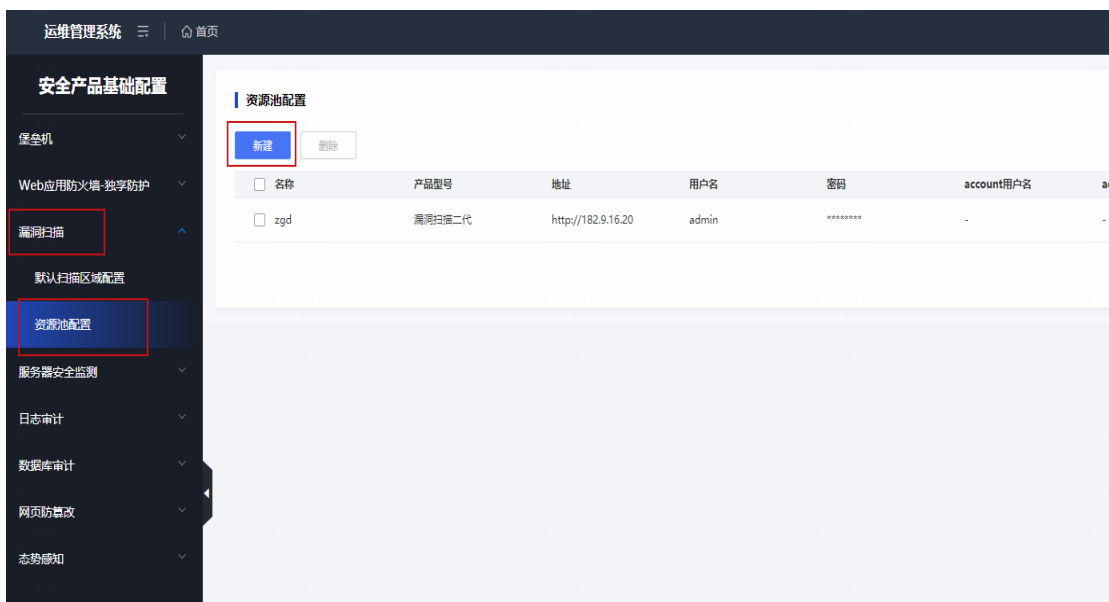 运维管理系统 首页
安全产品基础配置
堡垒机
Web应用防火墙-独享防护
漏洞扫描
默认扫描区域配置
资源池配置
服务器安全监测
日志审计
数据库审计
网页防篡改
态势感知
资源池配置
新建 删除
名称 产品型号 地址 用户名 密码 account用户名
zgd 漏洞扫描二代 http://182.9.16.20 admin ******** - -